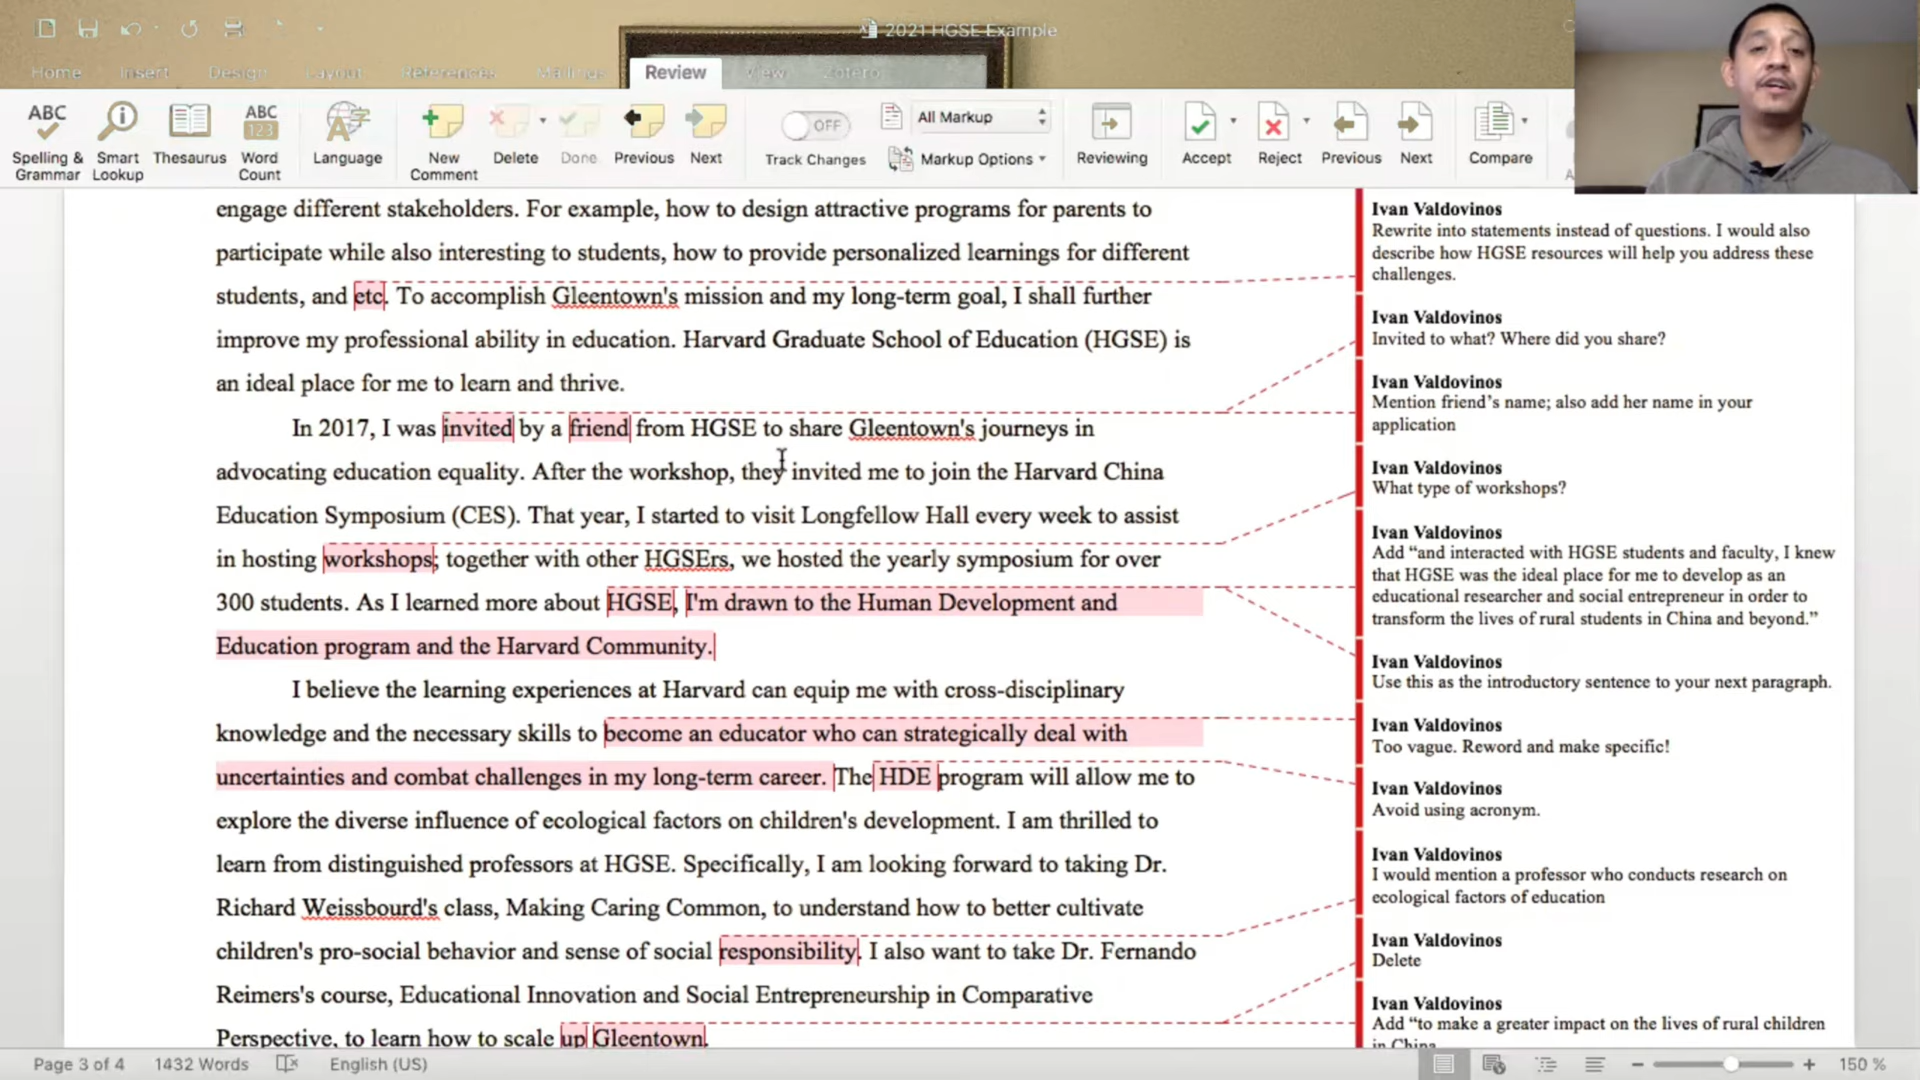 2021 HGSE Example
Home Insert Design Layout References Mailings Review View Zotero
ABC ABC 123
Spelling & Grammar Smart Lookup Thesaurus Word Count Language New Comment Delete Done Previous Next
OFF
Track Changes
All Markup
Markup Options
Reviewing Accept Reject Previous Next Compare
engage different stakeholders. For example, how to design attractive programs for parents to
participate while also interesting to students, how to provide personalized learnings for different
students, and etc. To accomplish Gleentown's mission and my long-term goal, I shall further
improve my professional ability in education. Harvard Graduate School of Education (HGSE) is
an ideal place for me to learn and thrive.
In 2017, I was invited by a friend from HGSE to share Gleentown's journeys in
advocating education equality. After the workshop, they invited me to join the Harvard China
Education Symposium (CES). That year, I started to visit Longfellow Hall every week to assist
in hosting workshops; together with other HGSErs, we hosted the yearly symposium for over
300 students. As I learned more about HGSE, I'm drawn to the Human Development and
Education program and the Harvard Community.
I believe the learning experiences at Harvard can equip me with cross-disciplinary
knowledge and the necessary skills to become an educator who can strategically deal with
uncertainties and combat challenges in my long-term career. The HDE program will allow me to
explore the diverse influence of ecological factors on children's development. I am thrilled to
learn from distinguished professors at HGSE. Specifically, I am looking forward to taking Dr.
Richard Weissbourd's class, Making Caring Common, to understand how to better cultivate
children's pro-social behavior and sense of social responsibility. I also want to take Dr. Fernando
Reimers's course, Educational Innovation and Social Entrepreneurship in Comparative
Perspective, to learn how to scale up Gleentown.
Ivan Valdovinos
Rewrite into statements instead of questions. I would also
describe how HGSE resources will help you address these
challenges.
Ivan Valdovinos
Invited to what? Where did you share?
Ivan Valdovinos
Mention friend's name; also add her name in your
application
Ivan Valdovinos
What type of workshops?
Ivan Valdovinos
Add “and interacted with HGSE students and faculty, I knew
that HGSE was the ideal place for me to develop as an
educational researcher and social entrepreneur in order to
transform the lives of rural students in China and beyond.”
Ivan Valdovinos
Use this as the introductory sentence to your next paragraph.
Ivan Valdovinos
Too vague. Reword and make specific!
Ivan Valdovinos
Avoid using acronym.
Ivan Valdovinos
I would mention a professor who conducts research on
ecological factors of education
Ivan Valdovinos
Delete
Ivan Valdovinos
Add “to make a greater impact on the lives of rural children
in China
Page 3 of 4 1432 Words English (US) 150 %